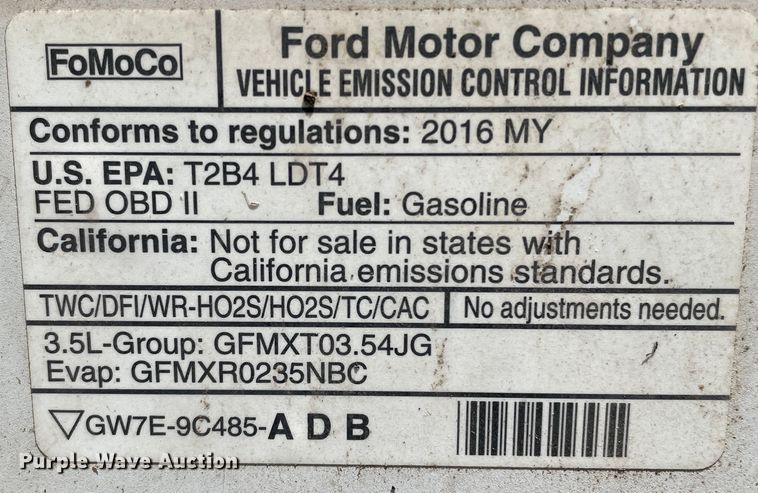 FoMoCo
Ford Motor Company
VEHICLE EMISSION CONTROL INFORMATION
Conforms to regulations: 2016 MY
U.S. EPA: T2B4 LDT4
FED OBD II Fuel: Gasoline
California: Not for sale in states with
California emissions standards.
TWC/DFI/WR-HO2S/HO2S/TC/CAC No adjustments needed.
3.5L-Group: GFMXT03.54JG
Evap: GFMXR0235NBC
GW7E-9C485-A D B
Purple Wave Auction